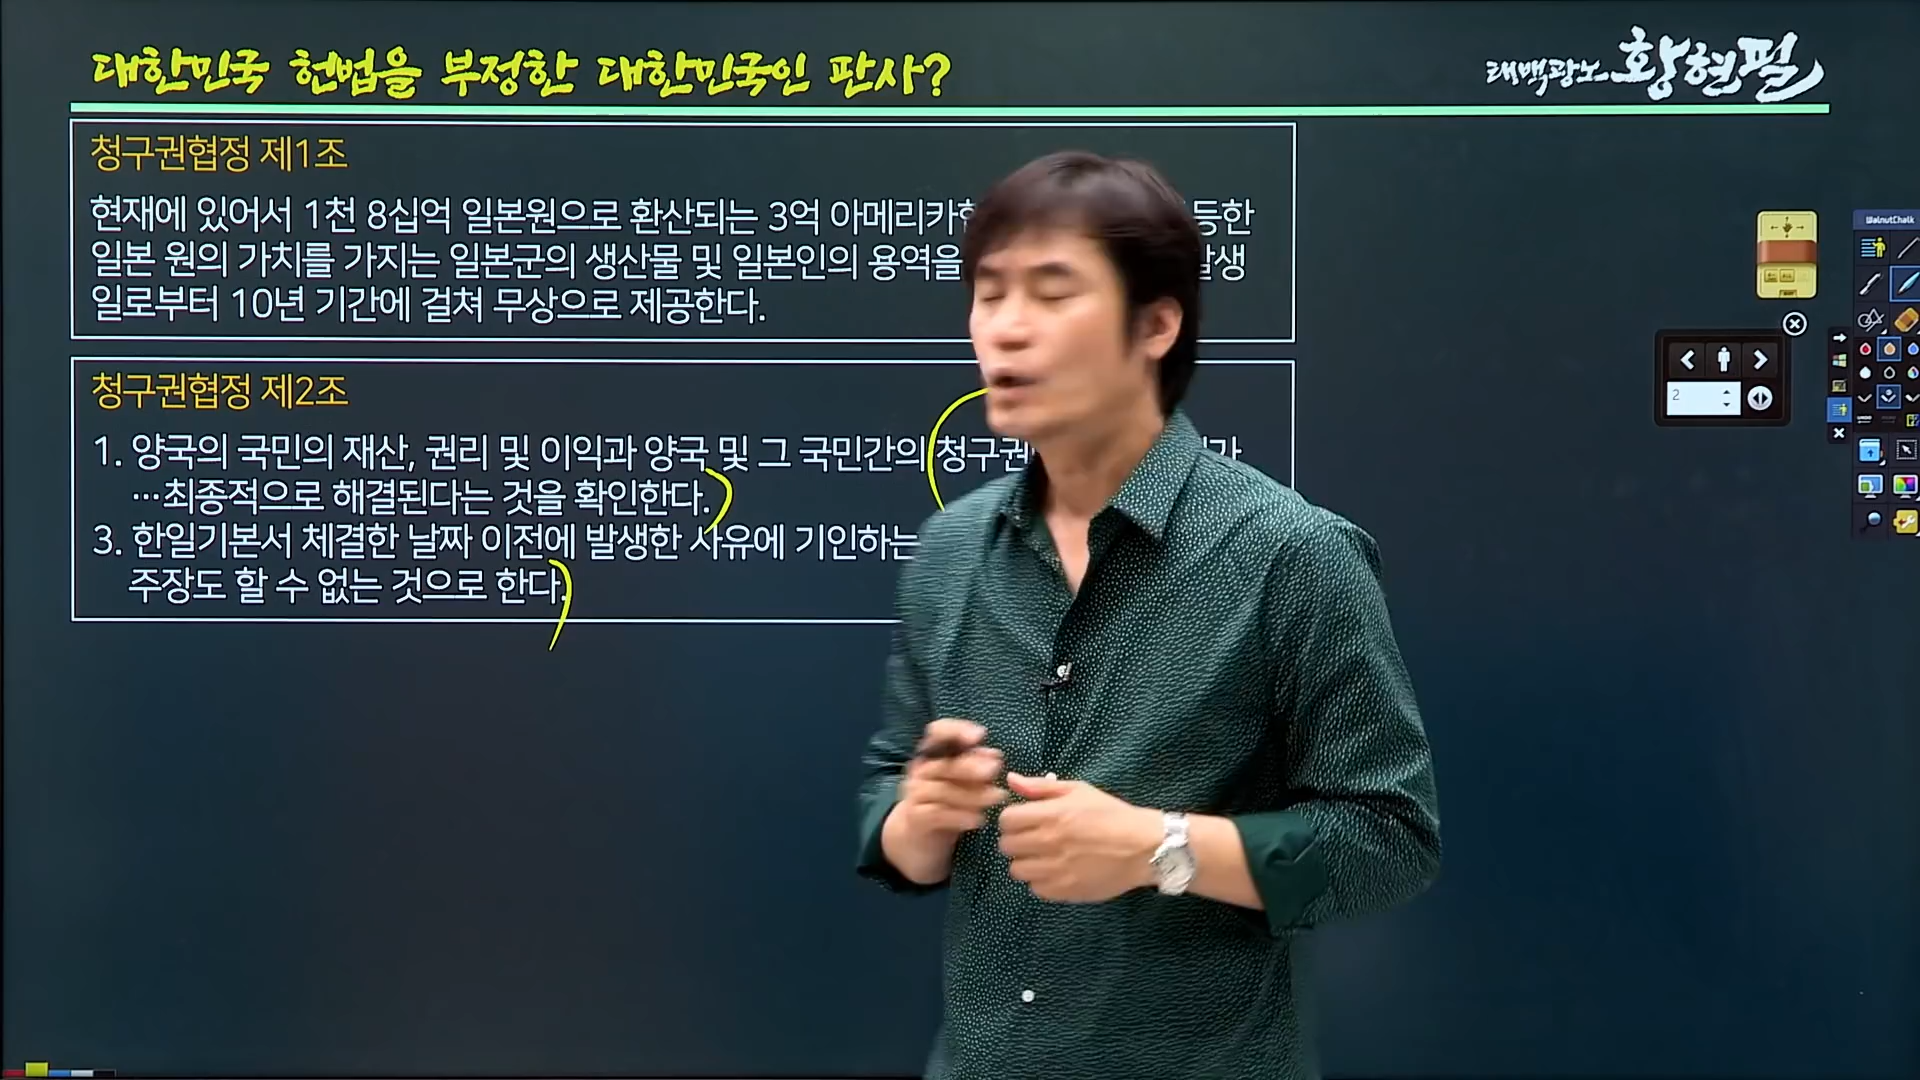 대한민국 헌법을 부정한 대한민국인 판사?
태백광노 황현필
청구권협정 제1조
현재에 있어서 1천 8십억 일본원으로 환산되는 3억 아메리카 등한
일본 원의 가치를 가지는 일본군의 생산물 및 일본인의 용역을
일로부터 10년 기간에 걸쳐 무상으로 제공한다.
청구권협정 제2조
1. 양국의 국민의 재산, 권리 및 이익과 양국 및 그 국민간의 청구권
…최종적으로 해결된다는 것을 확인한다.
3. 한일기본서 체결한 날짜 이전에 발생한 사유에 기인하는
주장도 할 수 없는 것으로 한다.
WalnutChalk
2